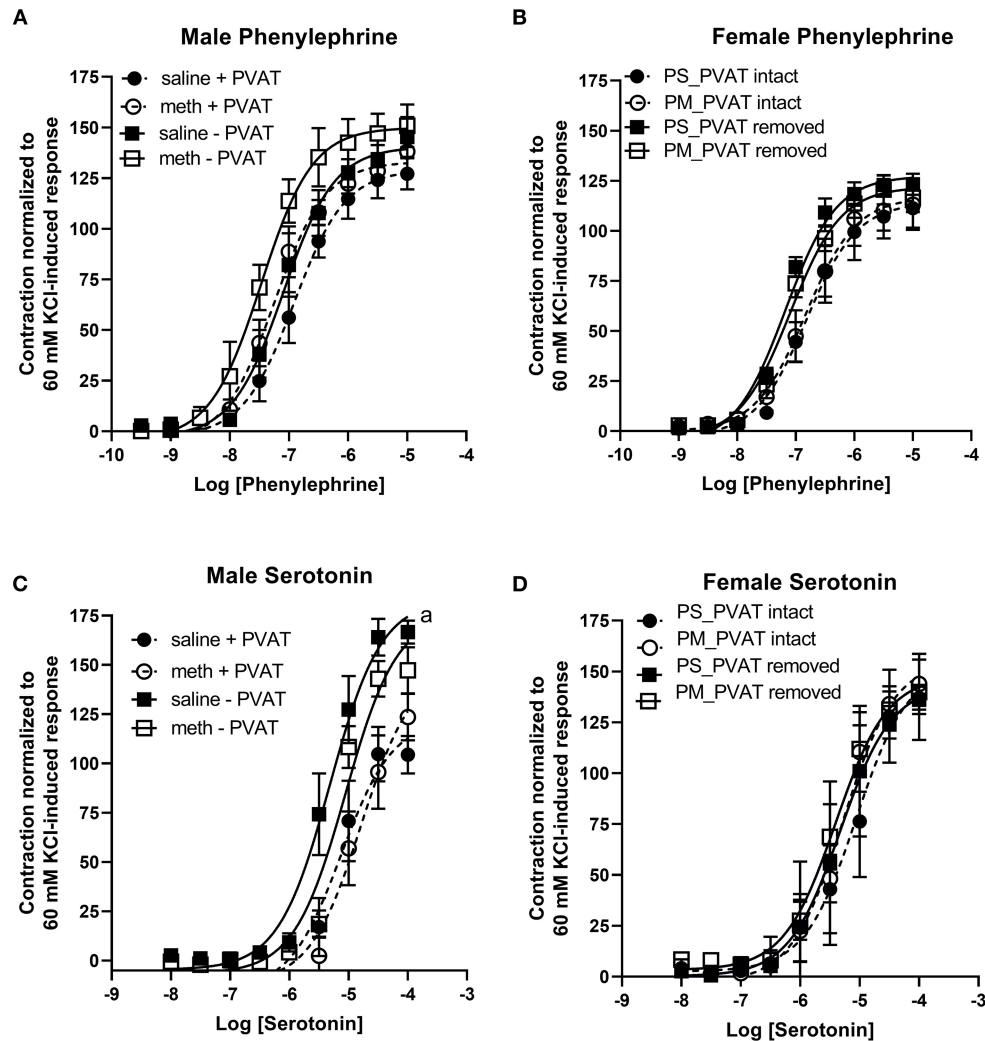 A
Male Phenylephrine
Contraction normalized to
60 mM KCl-induced response
175
150
125
100
75
50
25
0
saline + PVAT
meth + PVAT
saline - PVAT
meth - PVAT
-10 -9 -8 -7 -6 -5 -4
Log [Phenylephrine]
B
Female Phenylephrine
Contraction normalized to
60 mM KCl-induced response
175
150
125
100
75
50
25
0
PS_PVAT intact
PM_PVAT intact
PS_PVAT removed
PM_PVAT removed
-10 -9 -8 -7 -6 -5 -4
Log [Phenylephrine]
C
Male Serotonin
Contraction normalized to
60 mM KCl-induced response
175
150
125
100
75
50
25
0
saline + PVAT
meth + PVAT
saline - PVAT
meth - PVAT
a
-9 -8 -7 -6 -5 -4 -3
Log [Serotonin]
D
Female Serotonin
Contraction normalized to
60 mM KCl-induced response
175
150
125
100
75
50
25
0
PS_PVAT intact
PM_PVAT intact
PS_PVAT removed
PM_PVAT removed
-9 -8 -7 -6 -5 -4 -3
Log [Serotonin]